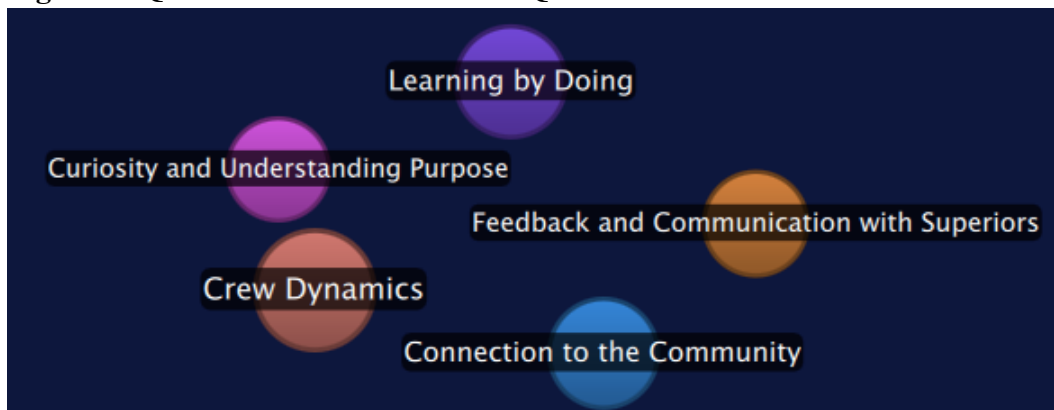 Learning by Doing
Curiosity and Understanding Purpose
Feedback and Communication with Superiors
Crew Dynamics
Connection to the Community